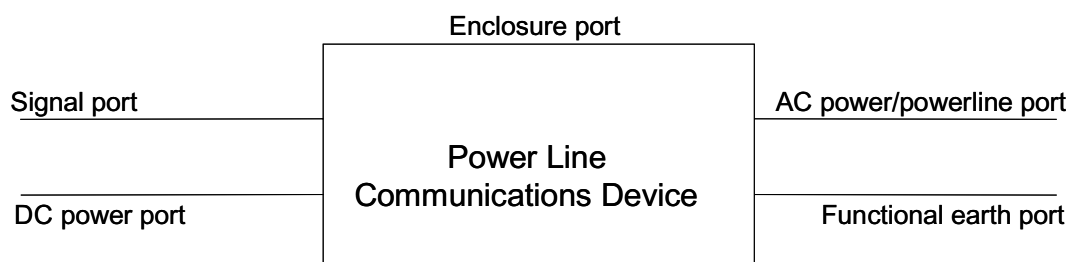 Enclosure port
Signal port
AC power/powerline port
Power Line
Communications Device
DC power port
Functional earth port